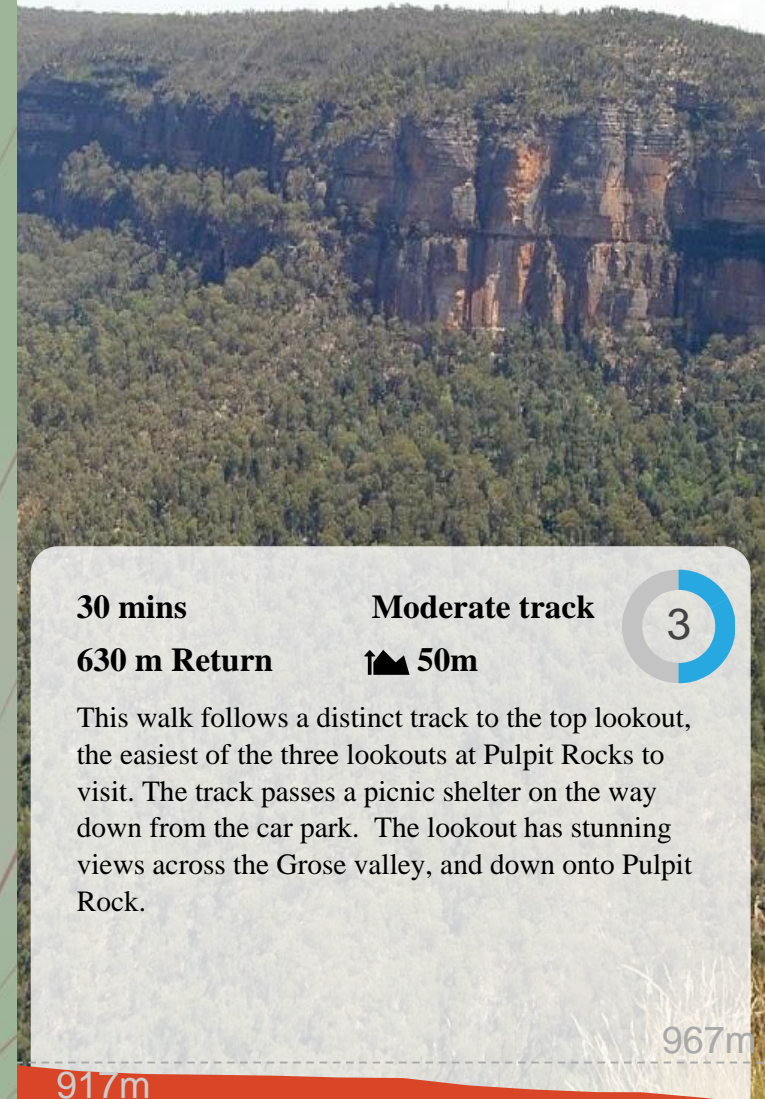 30 mins Moderate track 3
630 m Return 50m
This walk follows a distinct track to the top lookout,
the easiest of the three lookouts at Pulpit Rocks to
visit. The track passes a picnic shelter on the way
down from the car park.  The lookout has stunning
views across the Grose valley, and down onto Pulpit
Rock.
967m
917m